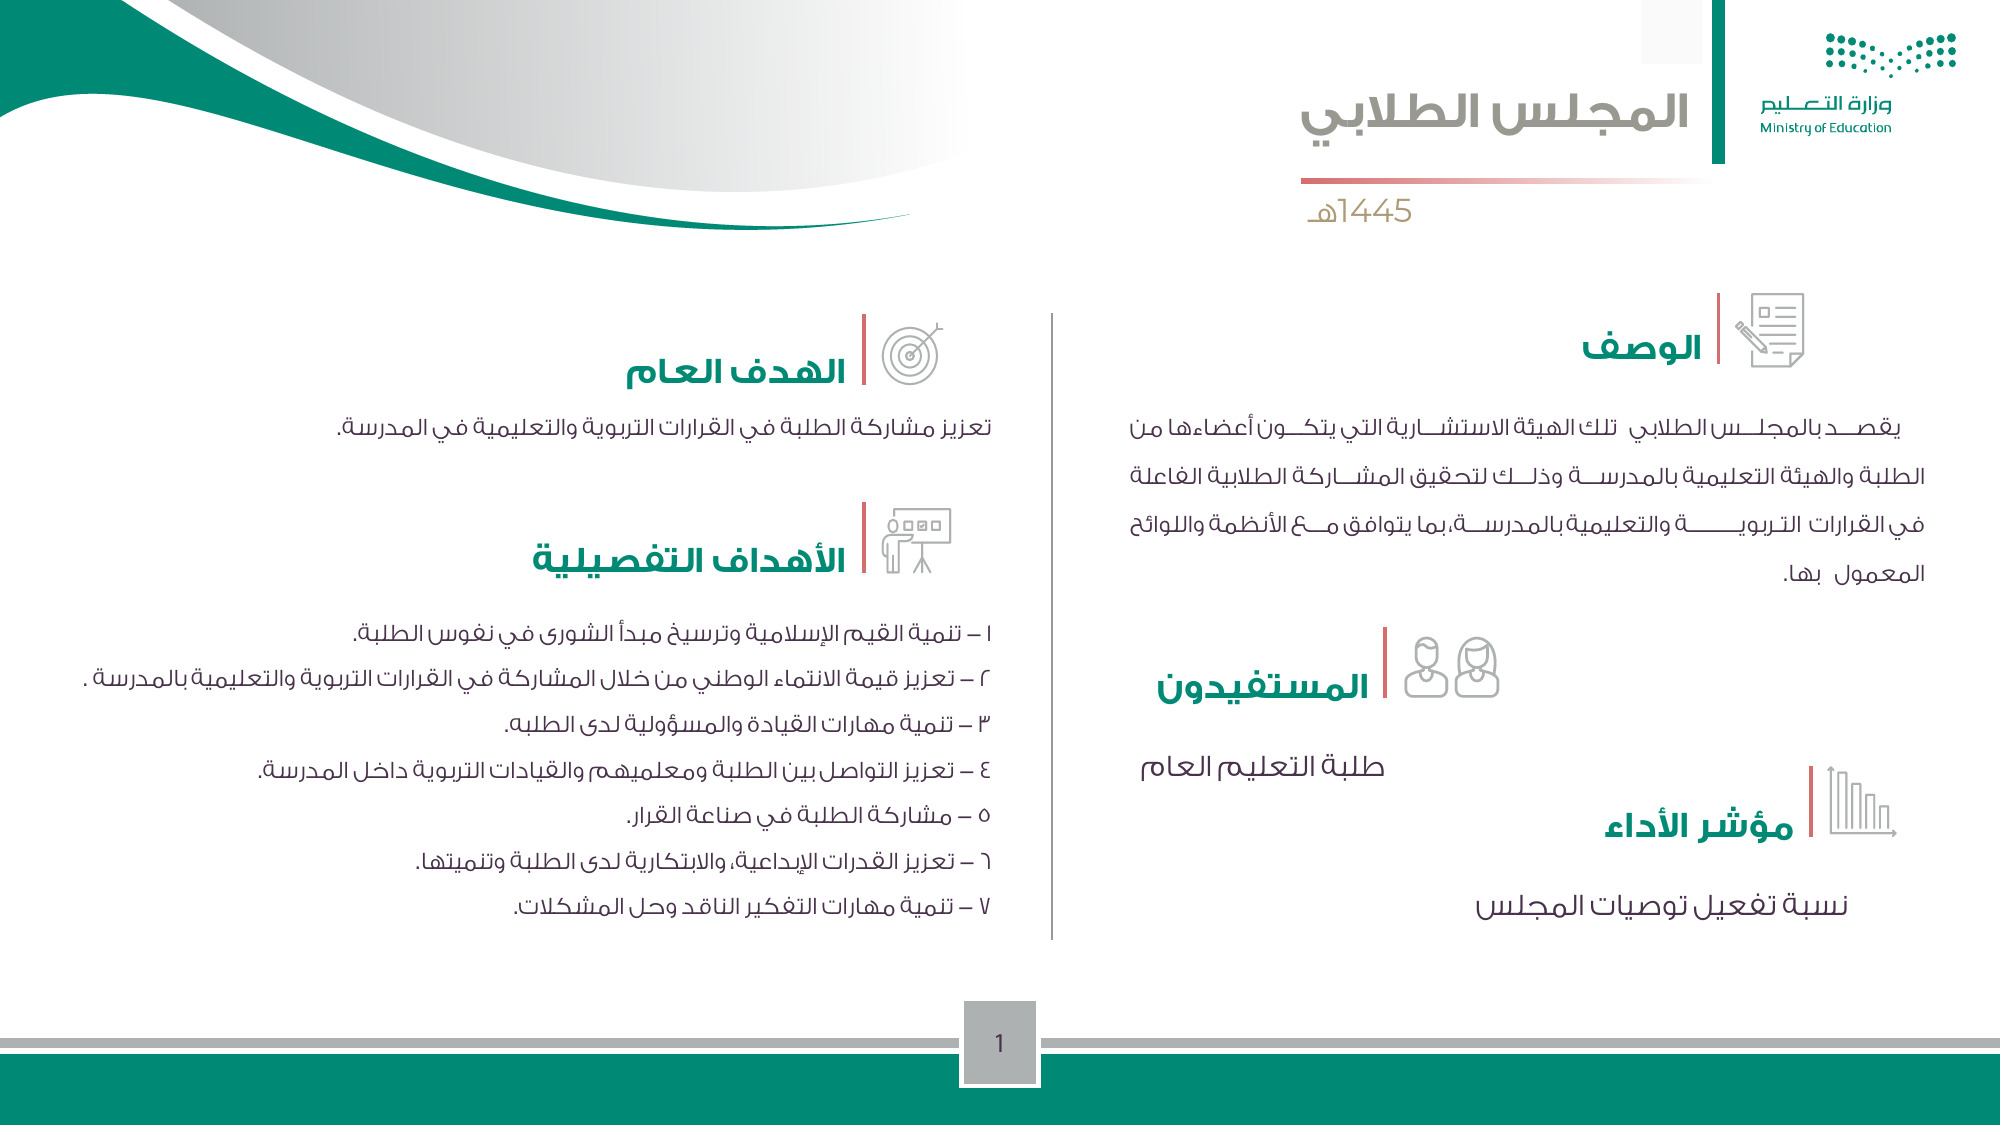 وزارة التعليم
Ministry of Education
المجلس الطلابي
1445هـ
الوصف
يقصد بالمجلس الطلابي تلك الهيئة الاستشارية التي يتكون أعضاءها من
الطلبة والهيئة التعليمية بالمدرسة وذلك لتحقيق المشاركة الطلابية الفاعلة
في القرارات التربوية والتعليمية بالمدرسة، بما يتوافق مع الأنظمة واللوائح
المعمول بها.
المستفيدون
طلبة التعليم العام
مؤشر الأداء
نسبة تفعيل توصيات المجلس
الهدف العام
تعزيز مشاركة الطلبة في القرارات التربوية والتعليمية في المدرسة.
الأهداف التفصيلية
١ – تنمية القيم الإسلامية وترسيخ مبدأ الشورى في نفوس الطلبة.
٢ – تعزيز قيمة الانتماء الوطني من خلال المشاركة في القرارات التربوية والتعليمية بالمدرسة .
٣ – تنمية مهارات القيادة والمسؤولية لدى الطلبه.
٤ – تعزيز التواصل بين الطلبة ومعلميهم والقيادات التربوية داخل المدرسة.
٥ – مشاركة الطلبة في صناعة القرار.
٦ – تعزيز القدرات الإبداعية، والابتكارية لدى الطلبة وتنميتها.
٧ – تنمية مهارات التفكير الناقد وحل المشكلات.
1